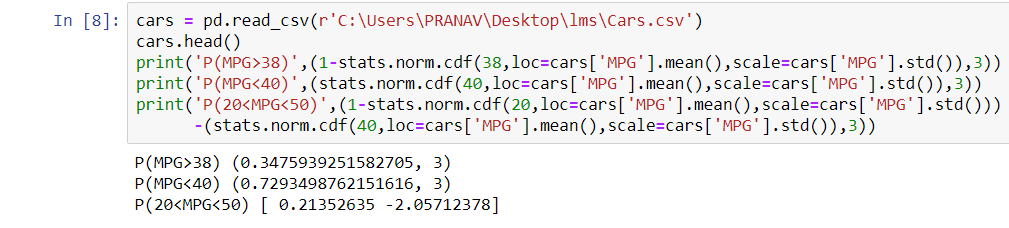 In [8]: cars = pd.read_csv(r'C:\Users\PRANAV\Desktop\lms\Cars.csv')
cars.head()
print('P(MPG>38)',(1-stats.norm.cdf(38,loc=cars['MPG'].mean(),scale=cars['MPG'].std()),3))
print('P(MPG<40)',(stats.norm.cdf(40,loc=cars['MPG'].mean(),scale=cars['MPG'].std()),3))
print('P(20<MPG<50)',(1-stats.norm.cdf(20,loc=cars['MPG'].mean(),scale=cars['MPG'].std()))
-(stats.norm.cdf(40,loc=cars['MPG'].mean(),scale=cars['MPG'].std()),3))
P(MPG>38) (0.3475939251582705, 3)
P(MPG<40) (0.7293498762151616, 3)
P(20<MPG<50) [ 0.21352635 -2.05712378]